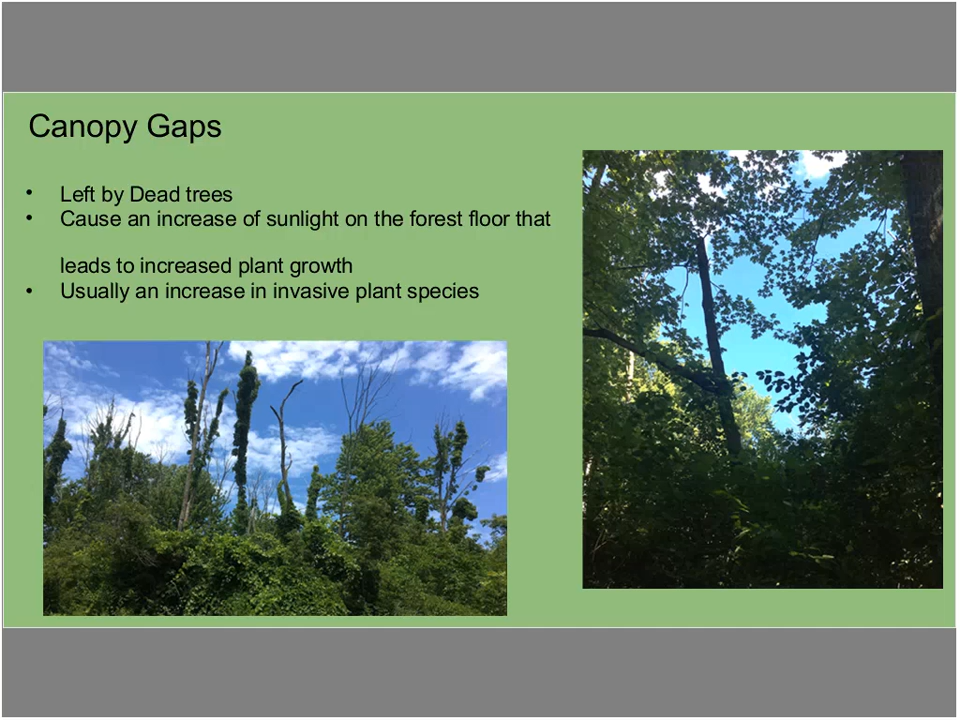 Canopy Gaps
• Left by Dead trees
• Cause an increase of sunlight on the forest floor that
leads to increased plant growth
• Usually an increase in invasive plant species